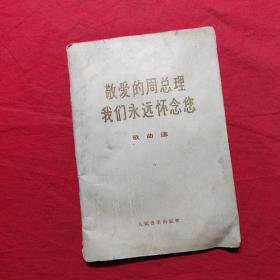 敬爱的周总理
我们永远怀念您
歌曲选
人民音乐出版社